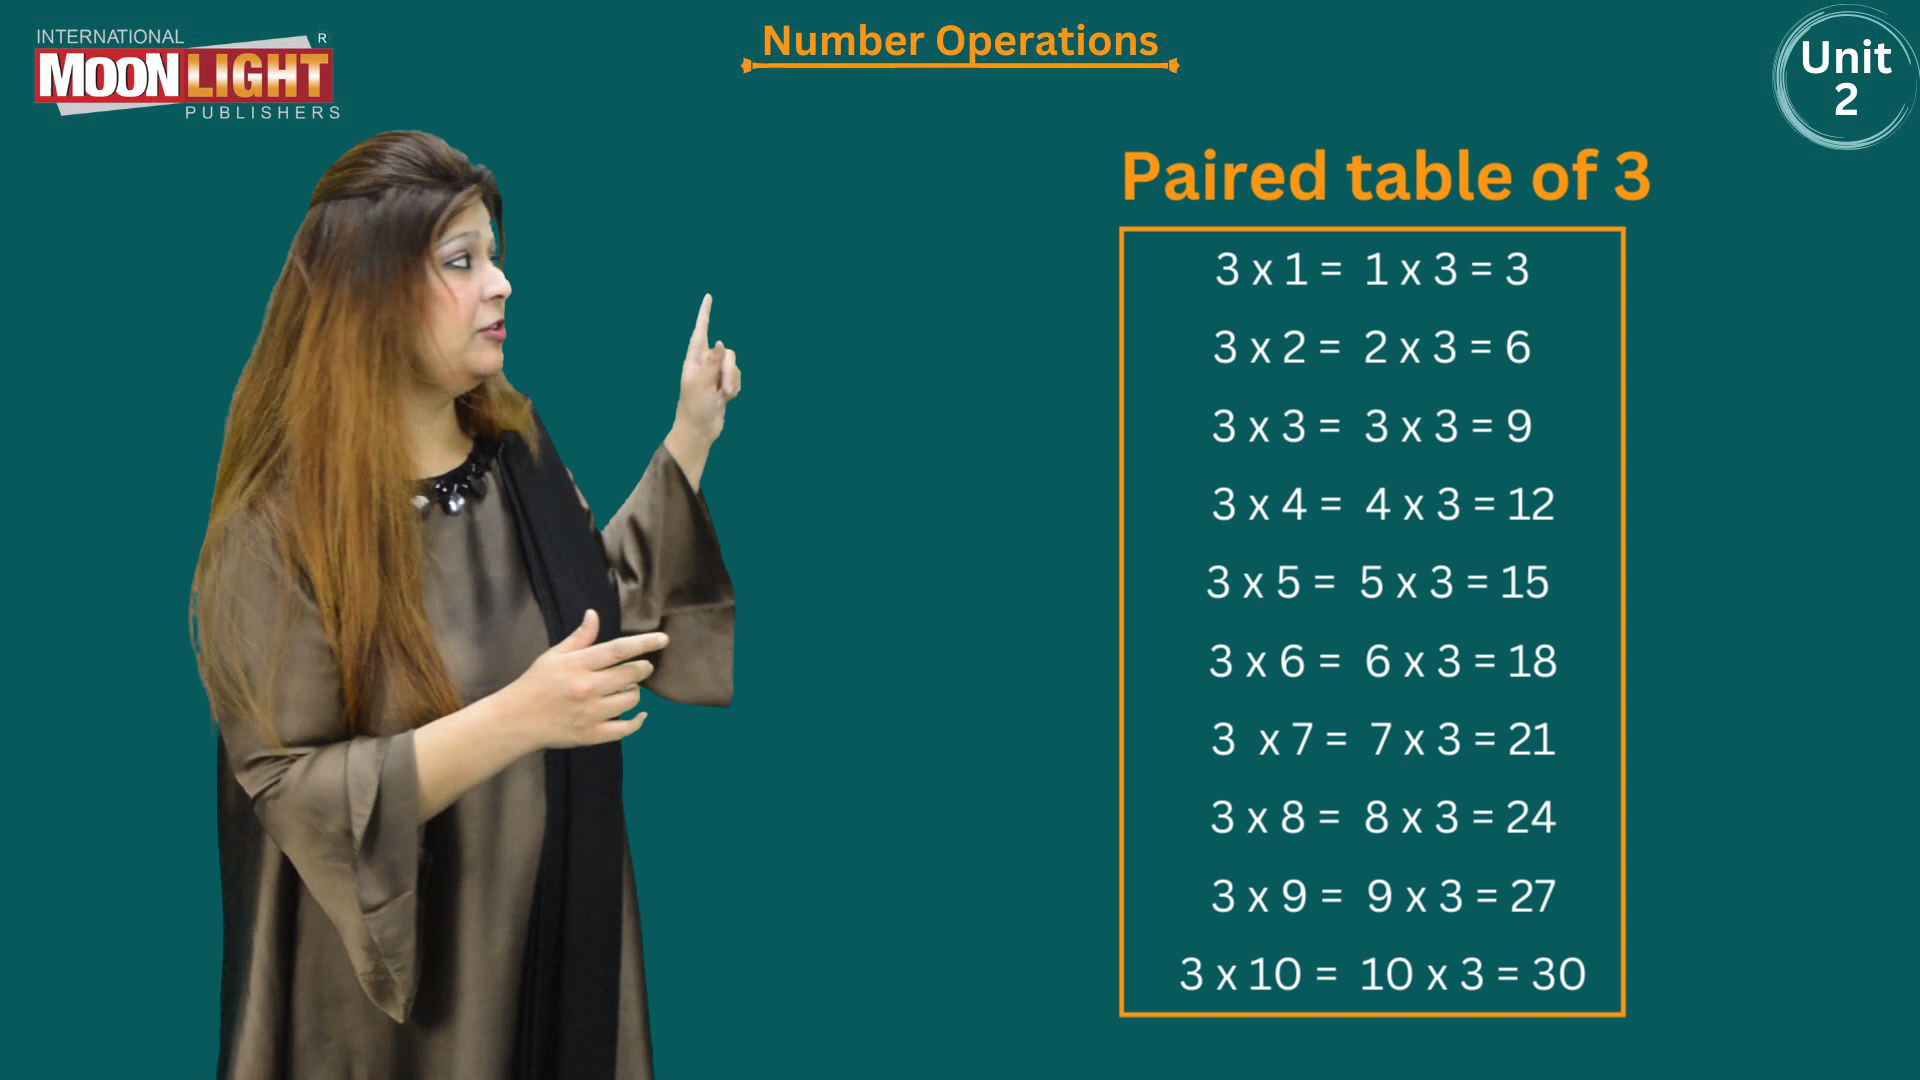 INTERNATIONAL
R
MOON LIGHT
PUBLISHERS
Number Operations
Unit
2
Paired table of 3
3 x 1 = 1 x 3 = 3
3 x 2 = 2 x 3 = 6
3 x 3 = 3 x 3 = 9
3 x 4 = 4 x 3 = 12
3 x 5 = 5 x 3 = 15
3 x 6 = 6 x 3 = 18
3 x 7 = 7 x 3 = 21
3 x 8 = 8 x 3 = 24
3 x 9 = 9 x 3 = 27
3 x 10 = 10 x 3 = 30